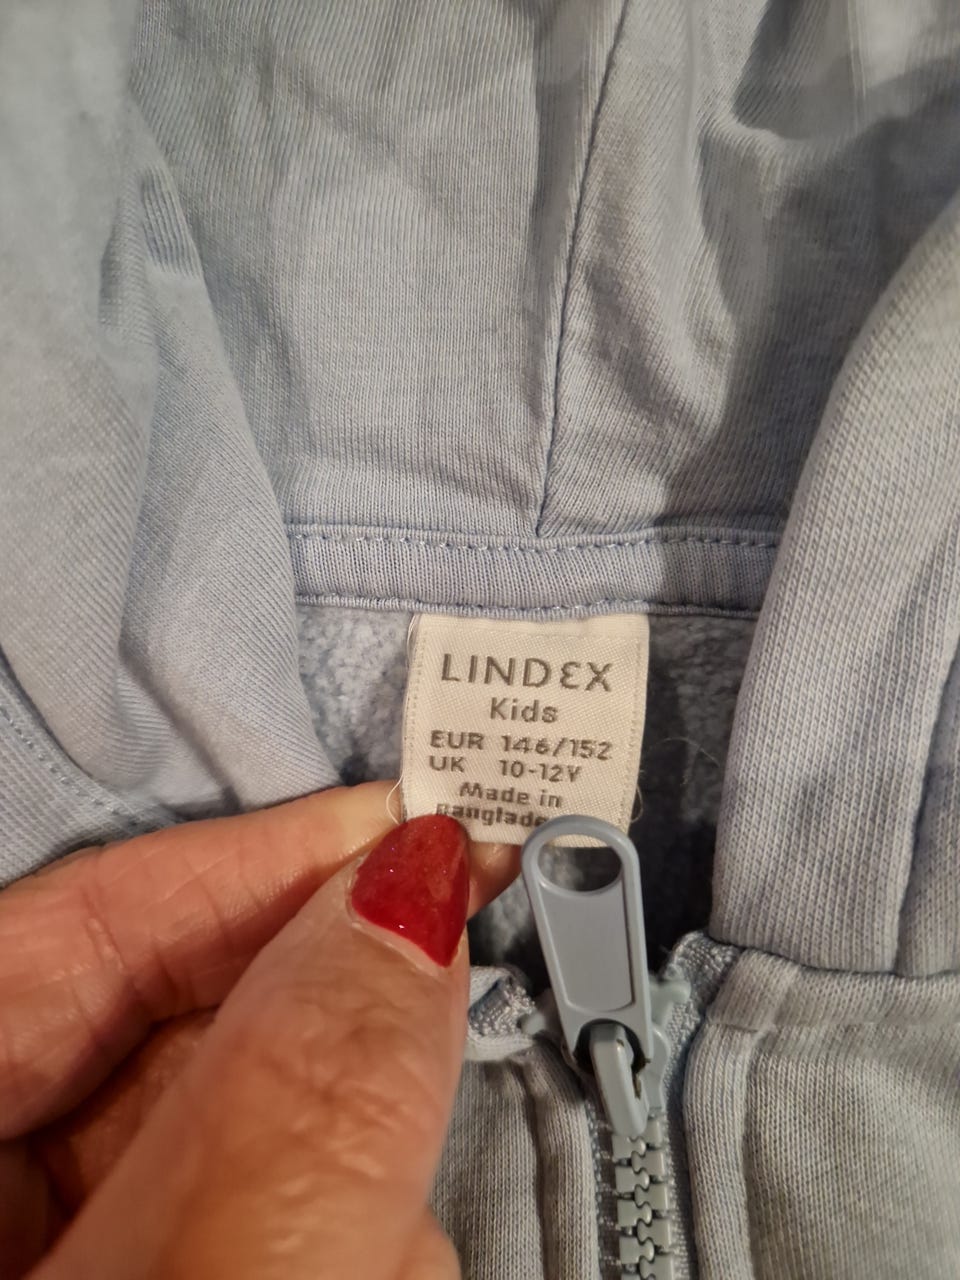 LINDEX
Kids
EUR 146/152
UK 10-12Y
Made in